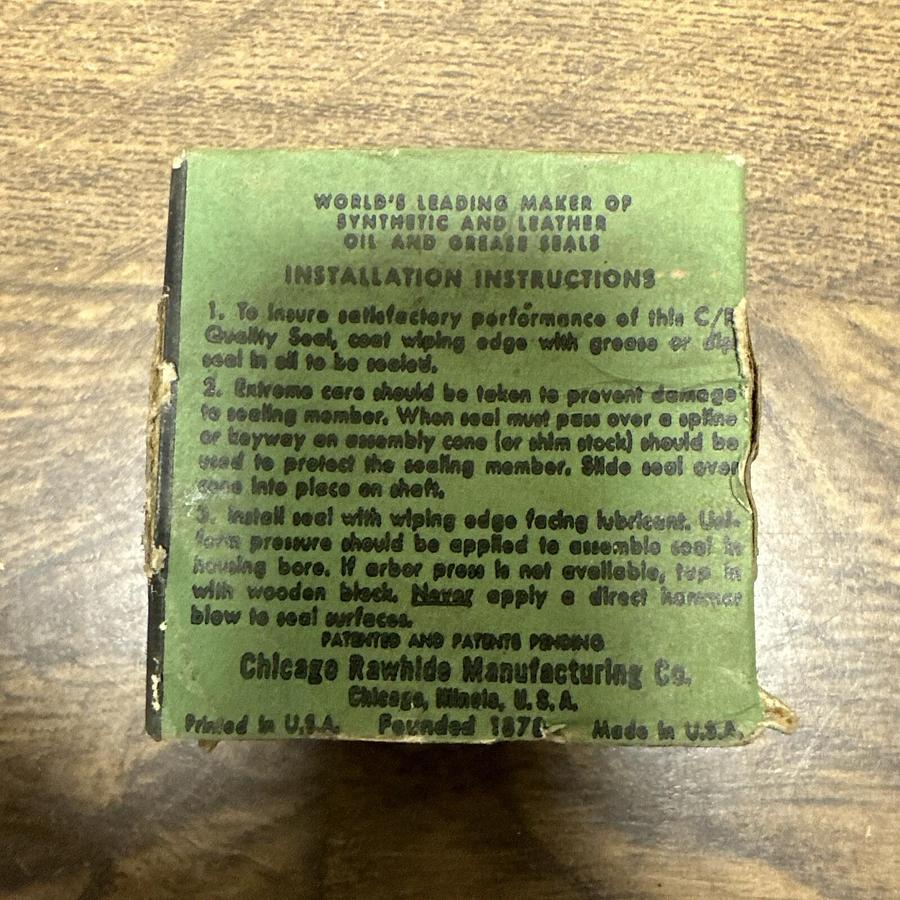 WORLD'S LEADING MAKER OF
SYNTHETIC AND LEATHER
OIL AND GREASE SEALS
INSTALLATION INSTRUCTIONS
1. To insure satisfactory performance of this C/R
Quality Seal, coat wiping edge with grease or dip
seal in oil to be sealed.
2. Extreme care should be taken to prevent damage
to sealing member. When seal must pass over a spline
or keyway an assembly cone (or shim stock) should be
used to protect the sealing member. Slide seal over
cone into place on shaft.
3. Install seal with wiping edge facing lubricant. Uni-
form pressure should be applied to assemble seal in
housing bore. If arbor press is not available, tap in
with wooden block. Never apply a direct hammer
blow to seal surfaces.
PATENTED AND PATENTS PENDING
Chicago Rawhide Manufacturing Co.
Chicago, Illinois, U. S. A.
Printed in U.S.A. Founded 1878 Made in U.S.A.